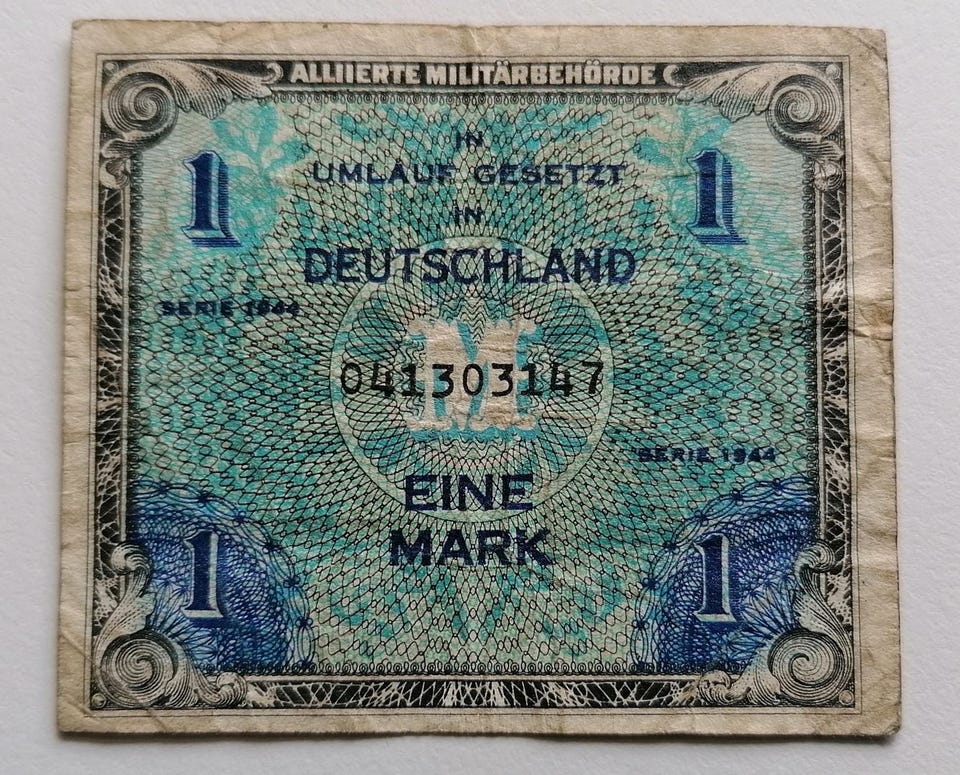 ALLIIERTE MILITÄRBEHÖRDE
IN
UMLAUF GESETZT
IN
1 1
DEUTSCHLAND
SERIE 1944
M
041303147
SERIE 1944
EINE
MARK
1 1